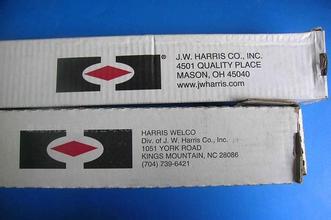 ®
J.W. HARRIS CO., INC.
4501 QUALITY PLACE
MASON, OH 45040
www.jwharris.com
HARRIS WELCO
Div. of J. W. Harris Co., Inc.
1051 YORK ROAD
KINGS MOUNTAIN, NC 28086
(704) 739-6421